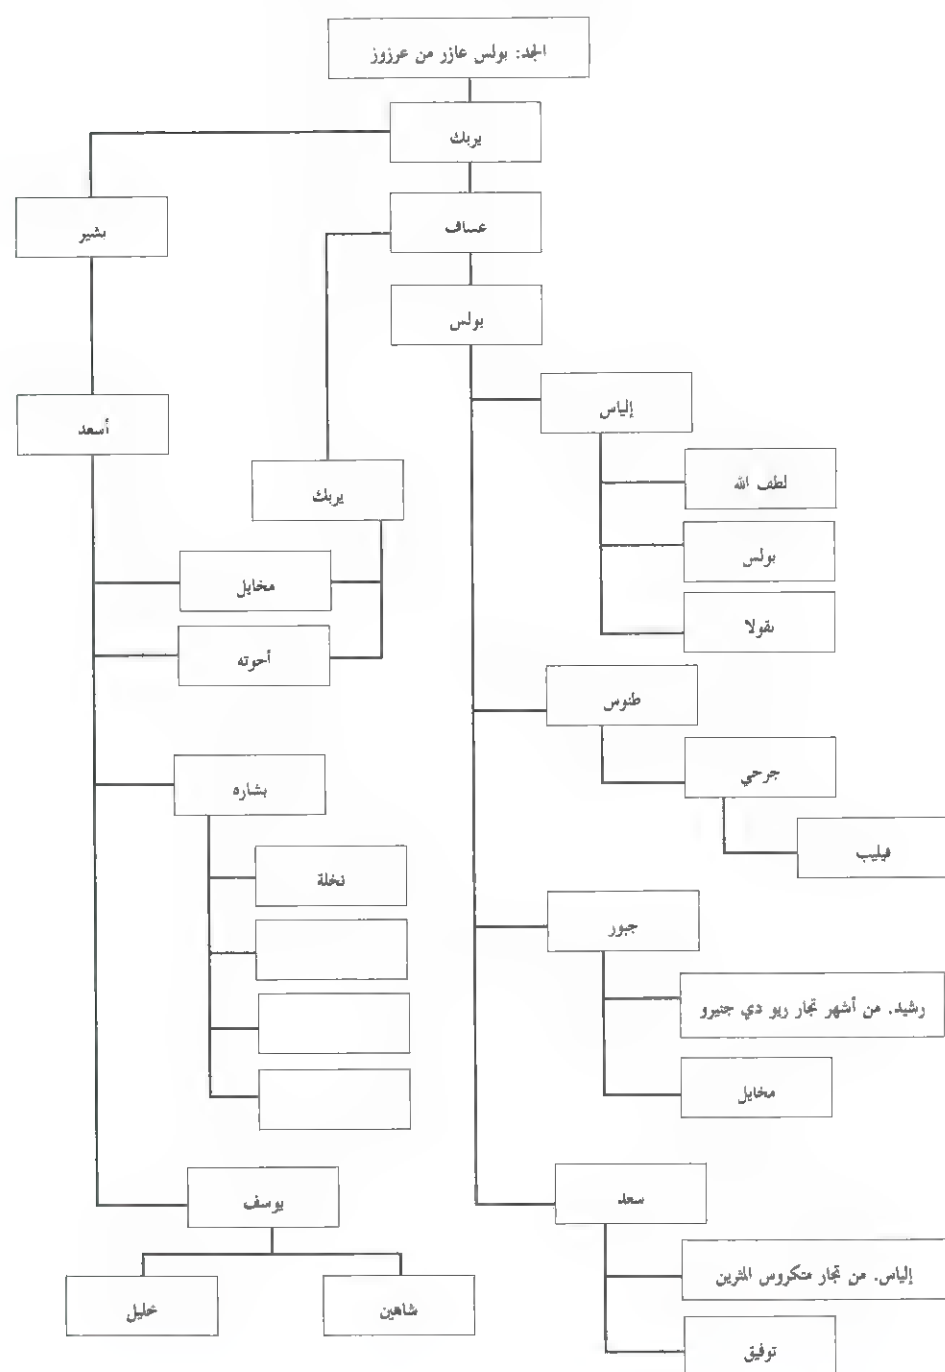 الجد: بولس عازر من عرزوز
يربك
بشير
عساف
بولس
إلياس
أسعد
لطف الله
يربك
بولس
مخايل
نقولا
أخوته
طنوس
جرجي
بشاره
فيليب
نخلة
جبور
رشيد. من أشهر تجار ريو دي جنيرو
مخايل
يوسف
سعد
إلياس. من تجار متكروس المثرين
خليل
شاهين
توفيق